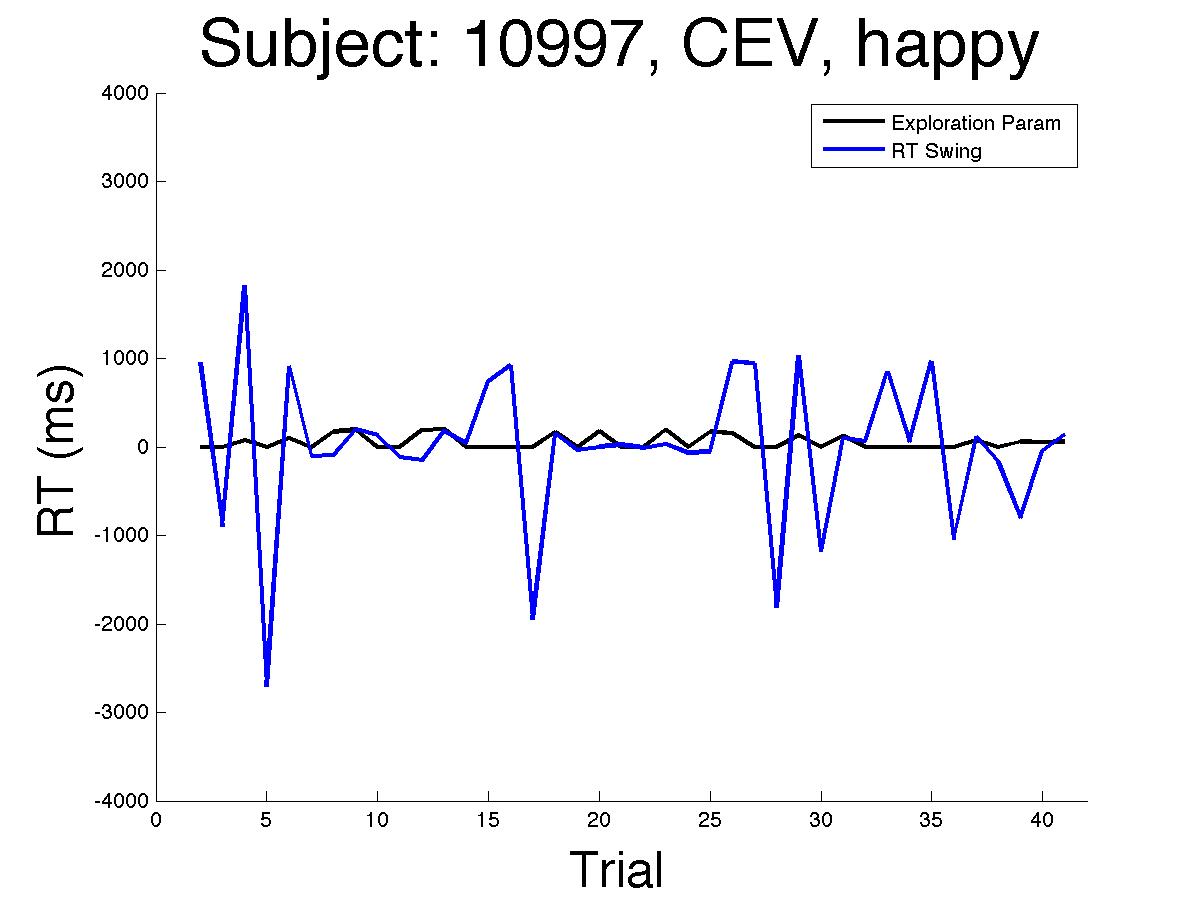 Subject: 10997, CEV, happy
4000
3000
2000
1000
0
-1000
-2000
-3000
-4000
RT (ms)
Exploration Param
RT Swing
0 5 10 15 20 25 30 35 40
Trial